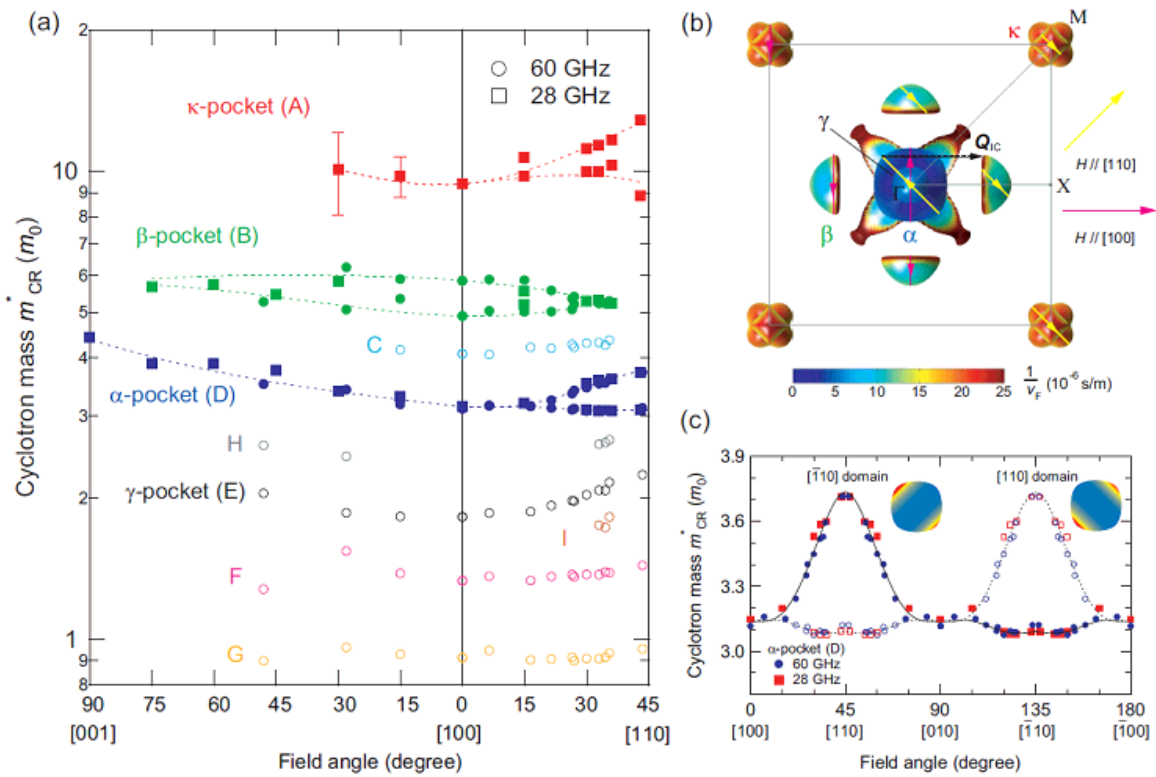 (a)
2
10
9
8
7
6
5
4
3
2
1
9
8
Cyclotron mass m*CR (m0)
60 GHz
28 GHz
κ-pocket (A)
β-pocket (B)
C
α-pocket (D)
H
γ-pocket (E)
I
F
G
90 75 60 45 30 15 0 15 30 45
[001] [100] [110]
Field angle (degree)
(b)
κ M
γ
QIC
Γ
X
β
α
H // [110]
H // [100]
0 5 10 15 20 25
1/vF (10⁻⁶ s/m)
(c)
3.9
3.6
3.3
3.0
Cyclotron mass m*CR (m0)
[1̄10] domain
[110] domain
α-pocket (D)
60 GHz
28 GHz
0 45 90 135 180
[100] [110] [010] [1̄10] [1̄00]
Field angle (degree)